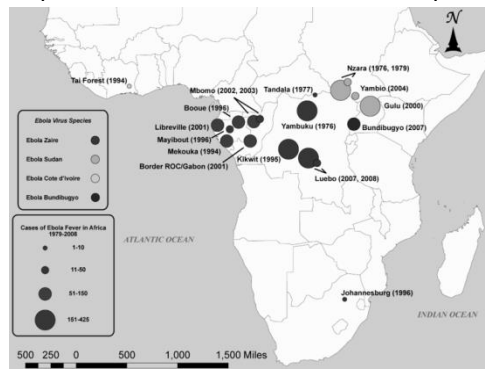 N
Nzara (1976, 1979)
Tai Forest (1994)
Mbomo (2002, 2003)
Tandala (1977)
Yambio (2004)
Booue (1996)
Gulu (2000)
Ebola Virus Species
Ebola Zaire
Ebola Sudan
Ebola Cote d'Ivoire
Ebola Bundibugyo
Libreville (2001)
Yambuku (1976)
Bundibugyo (2007)
Mayibout (1996)
Mekouka (1994)
Kikwit (1995)
Border ROC/Gabon (2001)
Luebo (2007, 2008)
Cases of Ebola Fever in Africa
1979-2008
1-10
11-50
51-150
151-425
ATLANTIC OCEAN
Johannesburg (1996)
INDIAN OCEAN
500 250 0 500 1,000 1,500 Miles